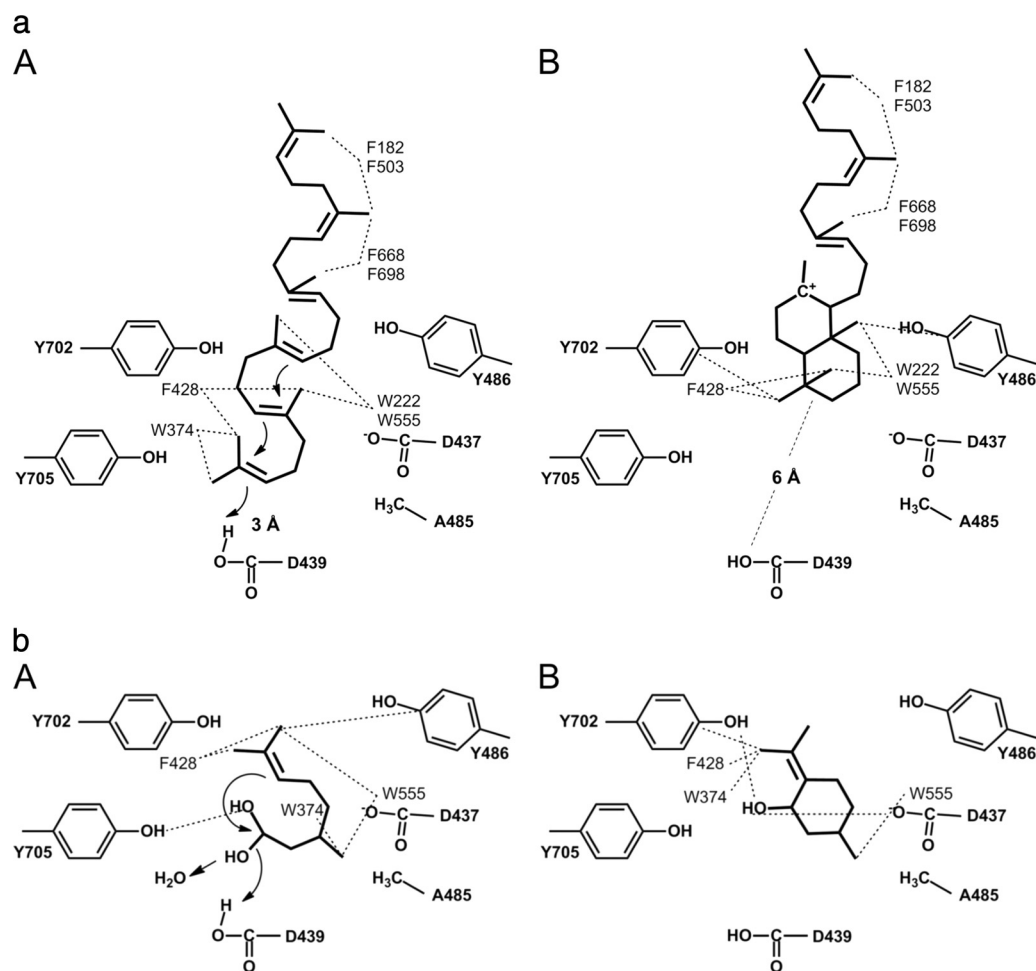 a
A
B
F182
F503
F668
F698
HO
Y486
Y702
OH
F428
W222
W555
W374
⁻O
C
D437
O
Y705
OH
H₃C
A485
3 Å
H
O
C
D439
O
F182
F503
F668
F698
C⁺
HO
Y486
Y702
OH
F428
W222
W555
⁻O
C
D437
O
Y705
OH
6 Å
H₃C
A485
HO
C
D439
O
b
A
B
Y702
OH
HO
Y486
F428
W555
W374
⁻O
C
D437
O
HO
Y705
OH
HO
H₂O
H₃C
A485
H
O
C
D439
O
Y702
OH
HO
Y486
F428
W374
W555
HO
⁻O
C
D437
O
Y705
OH
H₃C
A485
HO
C
D439
O